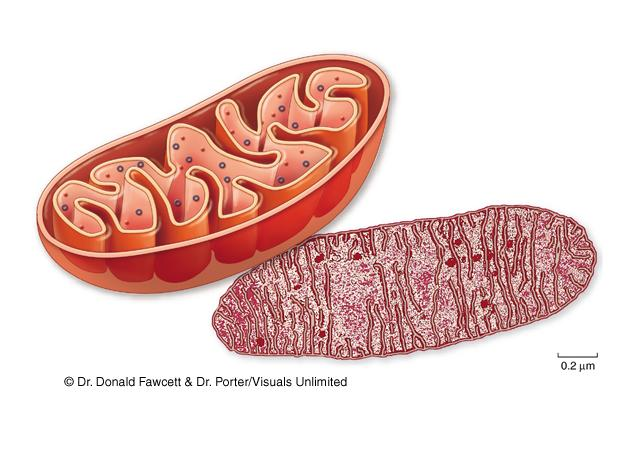 0.2 µm
© Dr. Donald Fawcett & Dr. Porter/Visuals Unlimited